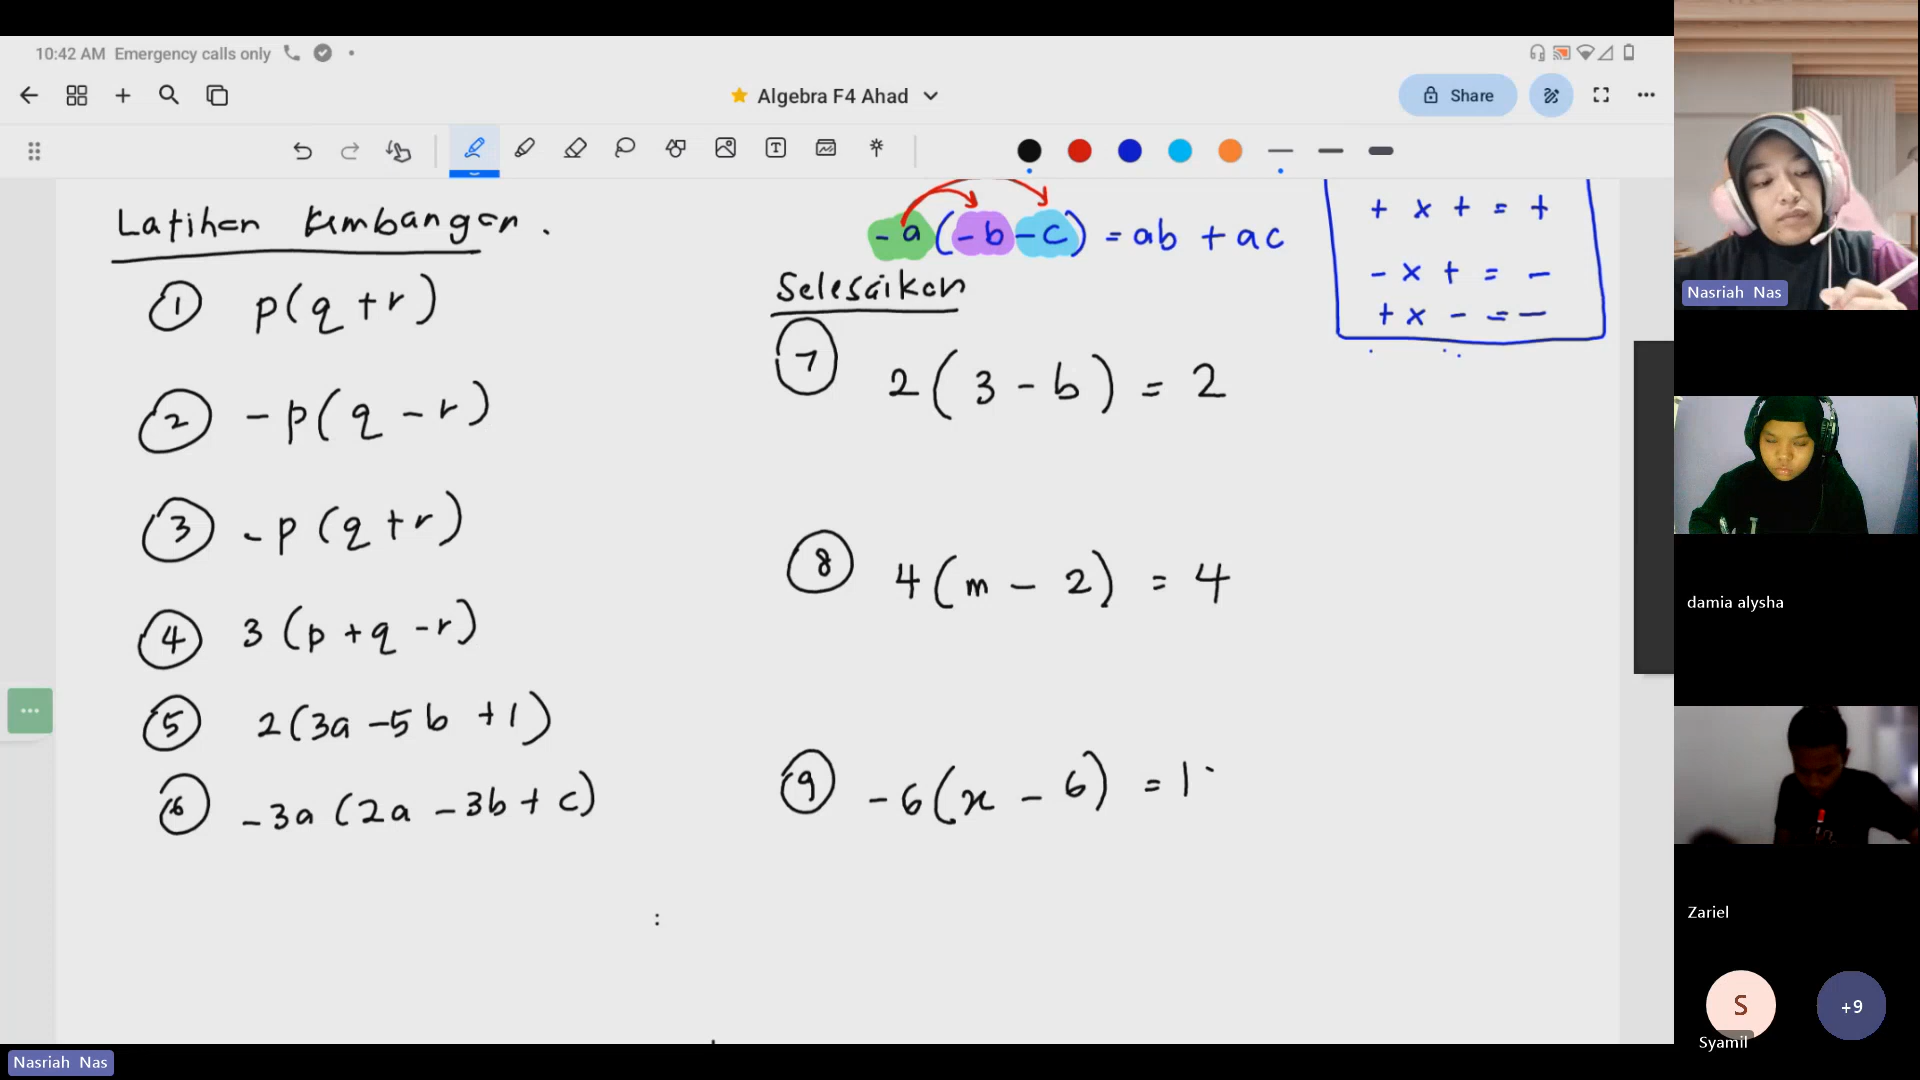 10:42 AM Emergency calls only
Algebra F4 Ahad
Share
Latihan Kembangan.
① p(q + r)
② -p(q - r)
③ -p(q + r)
④ 3(p + q - r)
⑤ 2(3a - 5b + 1)
⑥ -3a(2a - 3b + c)
-a(-b-c) = ab + ac
Selesaikan
⑦ 2(3 - b) = 2
⑧ 4(m - 2) = 4
⑨ -6(x - 6) = 1
+ x + = +
- x + = -
+ x - = -
Nasriah Nas
damia alysha
Zariel
S
Syamil
+9
Nasriah Nas